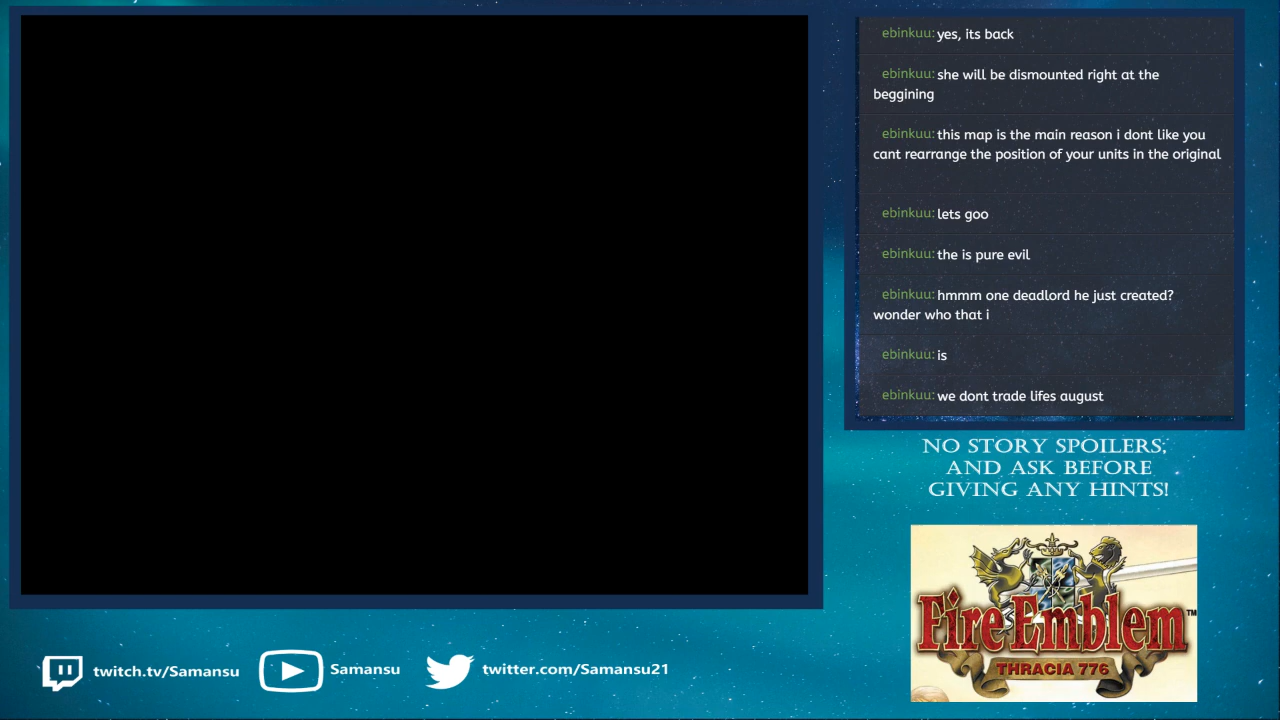 ebinkuu: yes, its back
ebinkuu: she will be dismounted right at the
beggining
ebinkuu: this map is the main reason i dont like you
cant rearrange the position of your units in the original
ebinkuu: lets goo
ebinkuu: the is pure evil
ebinkuu: hmmm one deadlord he just created?
wonder who that i
ebinkuu: is
ebinkuu: we dont trade lifes august
NO STORY SPOILERS;
AND ASK BEFORE
GIVING ANY HINTS!
Fire Emblem™
THRACIA 776
twitch.tv/Samansu
Samansu
twitter.com/Samansu21